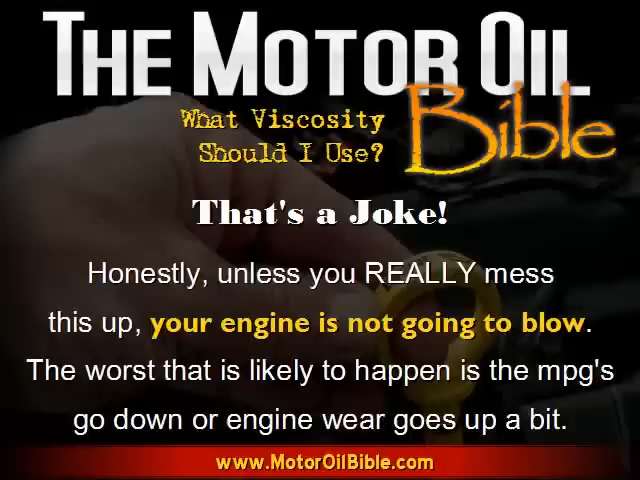 THE MOTOR OIL
Bible
What Viscosity
Should I Use?
That's a Joke!
Honestly, unless you REALLY mess
this up, your engine is not going to blow.
The worst that is likely to happen is the mpg's
go down or engine wear goes up a bit.
www.MotorOilBible.com